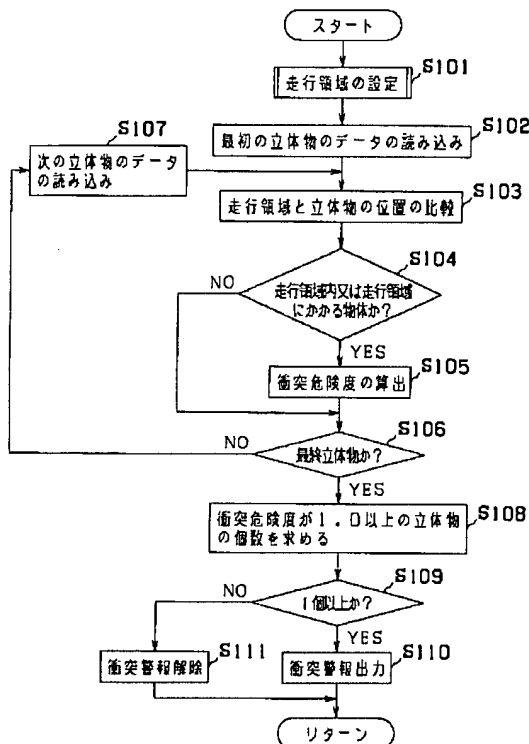 スタート
S101
走行領域の設定
S102
最初の立体物のデータの読み込み
S107
次の立体物のデータ
の読み込み
S103
走行領域と立体物の位置の比較
S104
NO
走行領域内又は走行領域
にかかる物体か?
YES
S105
衝突危険度の算出
S106
NO
最終立体物か?
YES
S108
衝突危険度が1.0以上の立体物
の個数を求める
S109
NO
1個以上か?
YES
S111
衝突警報解除
S110
衝突警報出力
リターン